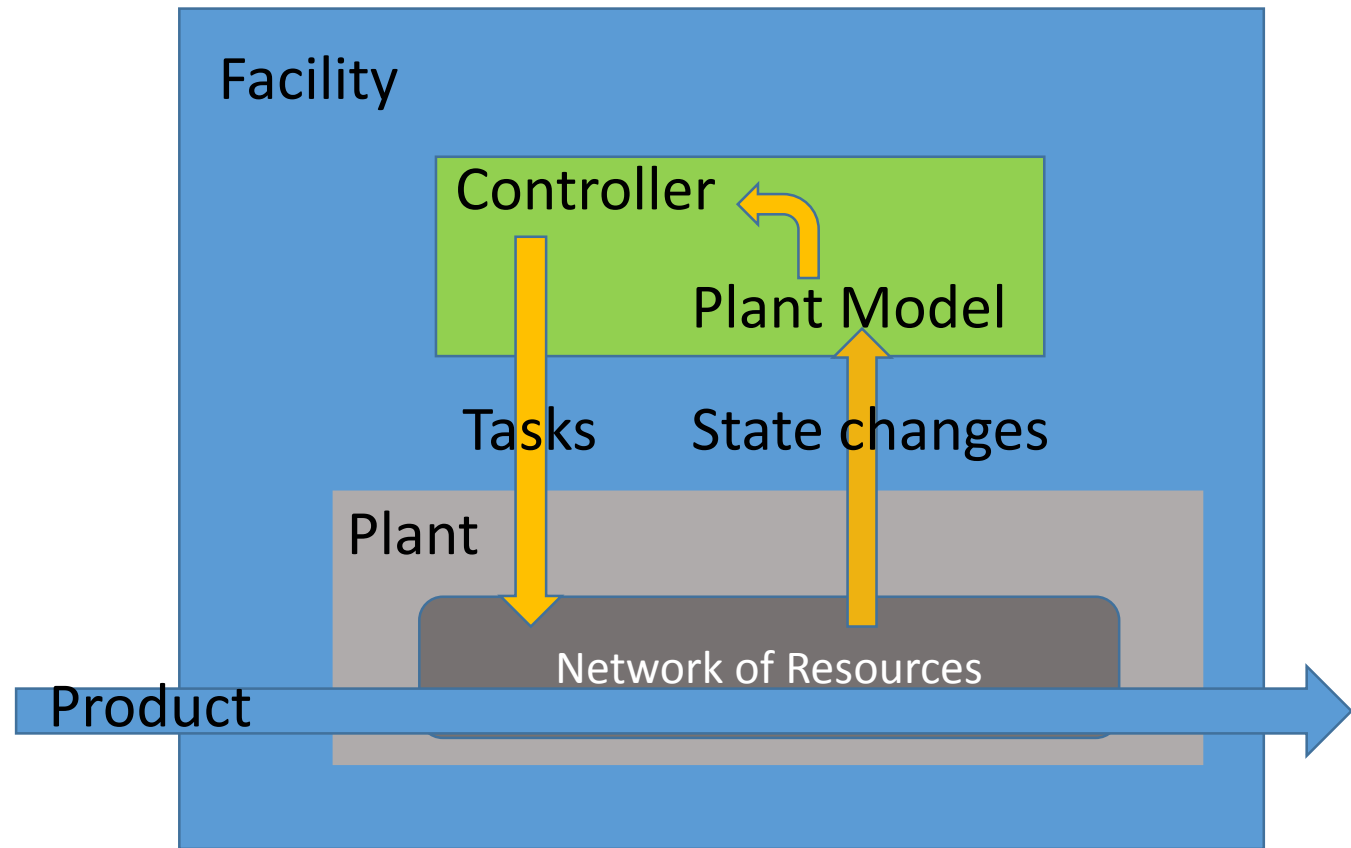 Facility
Controller
Plant Model
Tasks
State changes
Plant
Network of Resources
Product